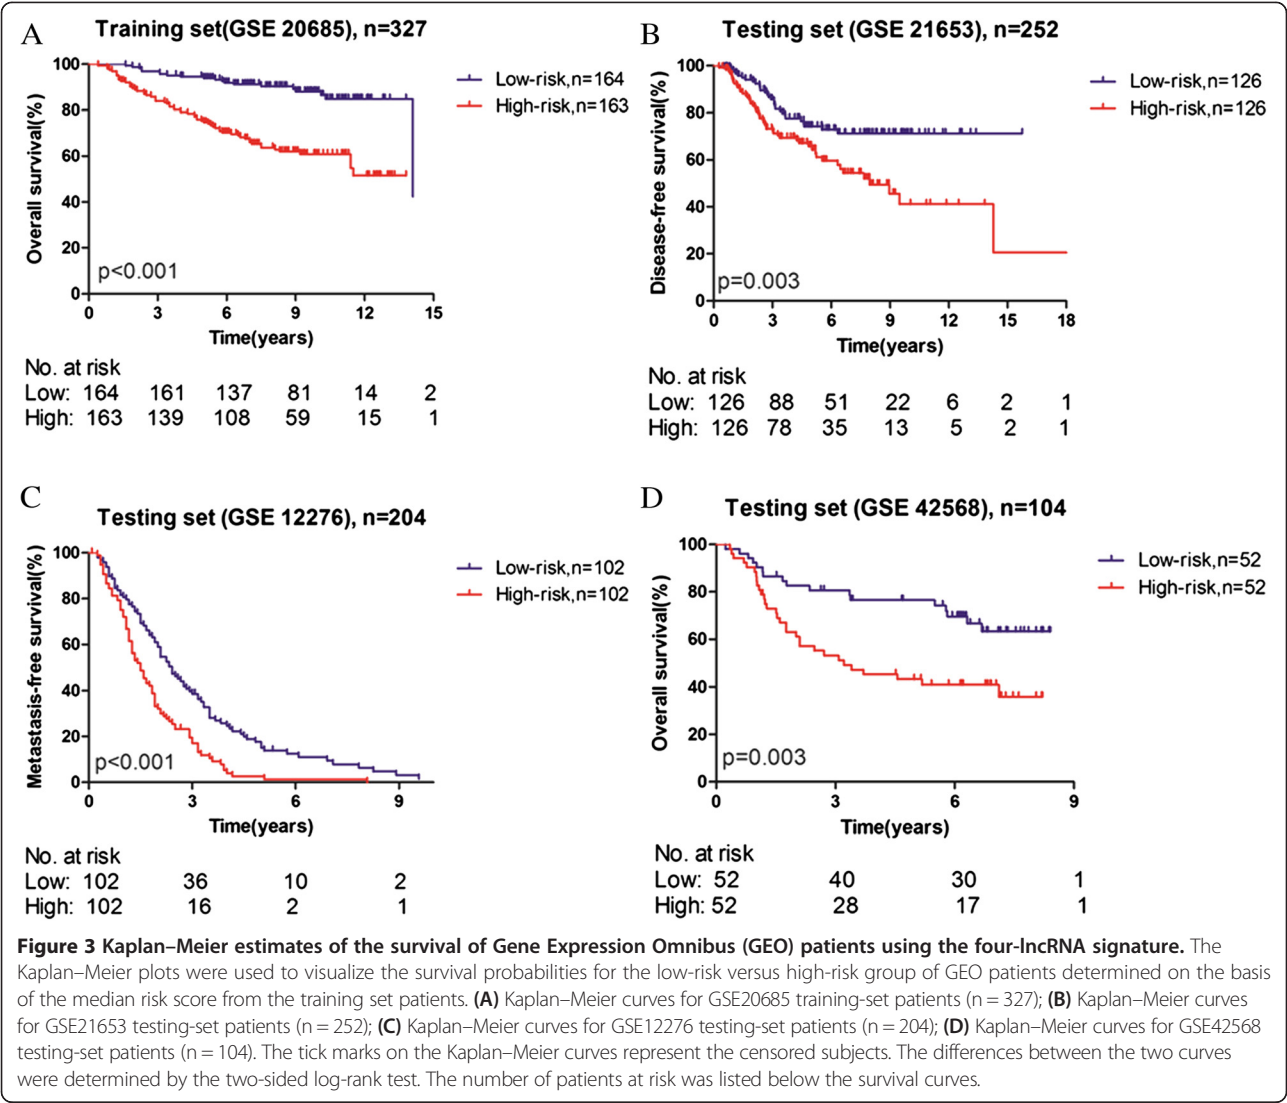 A
Training set(GSE 20685), n=327
Overall survival(%)
100
80
60
40
20
0
Low-risk,n=164
High-risk,n=163
p<0.001
0 3 6 9 12 15
Time(years)
No. at risk
Low: 164 161 137 81 14 2
High: 163 139 108 59 15 1
B
Testing set (GSE 21653), n=252
Disease-free survival(%)
100
80
60
40
20
0
Low-risk,n=126
High-risk,n=126
p=0.003
0 3 6 9 12 15 18
Time(years)
No. at risk
Low: 126 88 51 22 6 2 1
High: 126 78 35 13 5 2 1
C
Testing set (GSE 12276), n=204
Metastasis-free survival(%)
100
80
60
40
20
0
Low-risk,n=102
High-risk,n=102
p<0.001
0 3 6 9
Time(years)
No. at risk
Low: 102 36 10 2
High: 102 16 2 1
D
Testing set (GSE 42568), n=104
Overall survival(%)
100
80
60
40
20
0
Low-risk,n=52
High-risk,n=52
p=0.003
0 3 6 9
Time(years)
No. at risk
Low: 52 40 30 1
High: 52 28 17 1
Figure 3 Kaplan–Meier estimates of the survival of Gene Expression Omnibus (GEO) patients using the four-lncRNA signature. The
Kaplan–Meier plots were used to visualize the survival probabilities for the low-risk versus high-risk group of GEO patients determined on the basis
of the median risk score from the training set patients. (A) Kaplan–Meier curves for GSE20685 training-set patients (n = 327); (B) Kaplan–Meier curves
for GSE21653 testing-set patients (n = 252); (C) Kaplan–Meier curves for GSE12276 testing-set patients (n = 204); (D) Kaplan–Meier curves for GSE42568
testing-set patients (n = 104). The tick marks on the Kaplan–Meier curves represent the censored subjects. The differences between the two curves
were determined by the two-sided log-rank test. The number of patients at risk was listed below the survival curves.